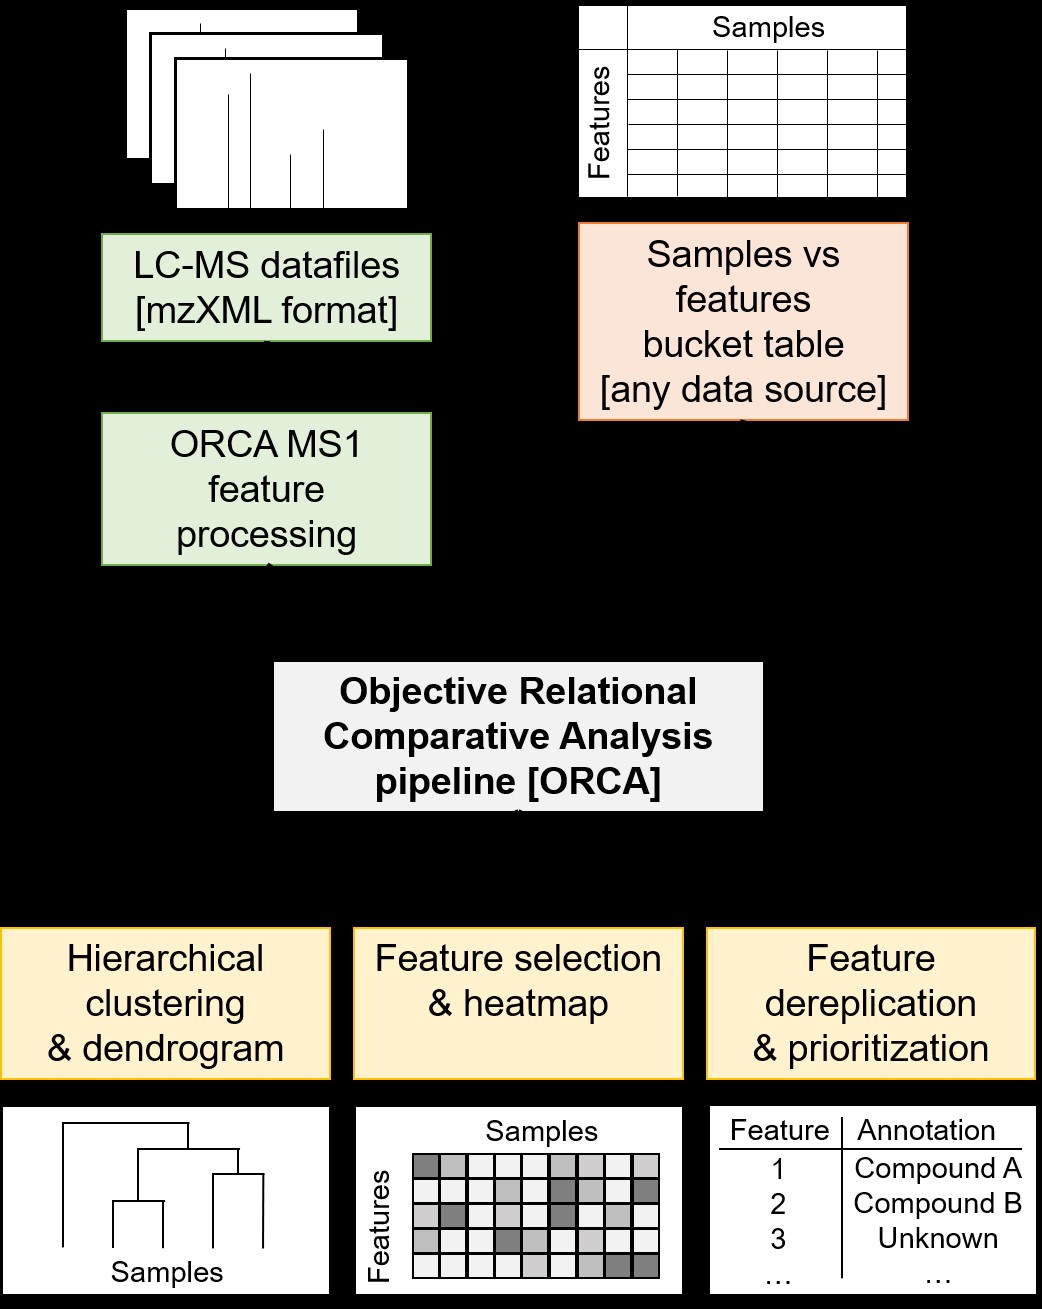 Samples
Features
LC-MS datafiles
[mzXML format]
Samples vs
features
bucket table
[any data source]
ORCA MS1
feature
processing
Objective Relational
Comparative Analysis
pipeline [ORCA]
Hierarchical
clustering
& dendrogram
Feature selection
& heatmap
Feature
dereplication
& prioritization
Samples
Samples
Features
Feature Annotation
1 Compound A
2 Compound B
3 Unknown
... ...